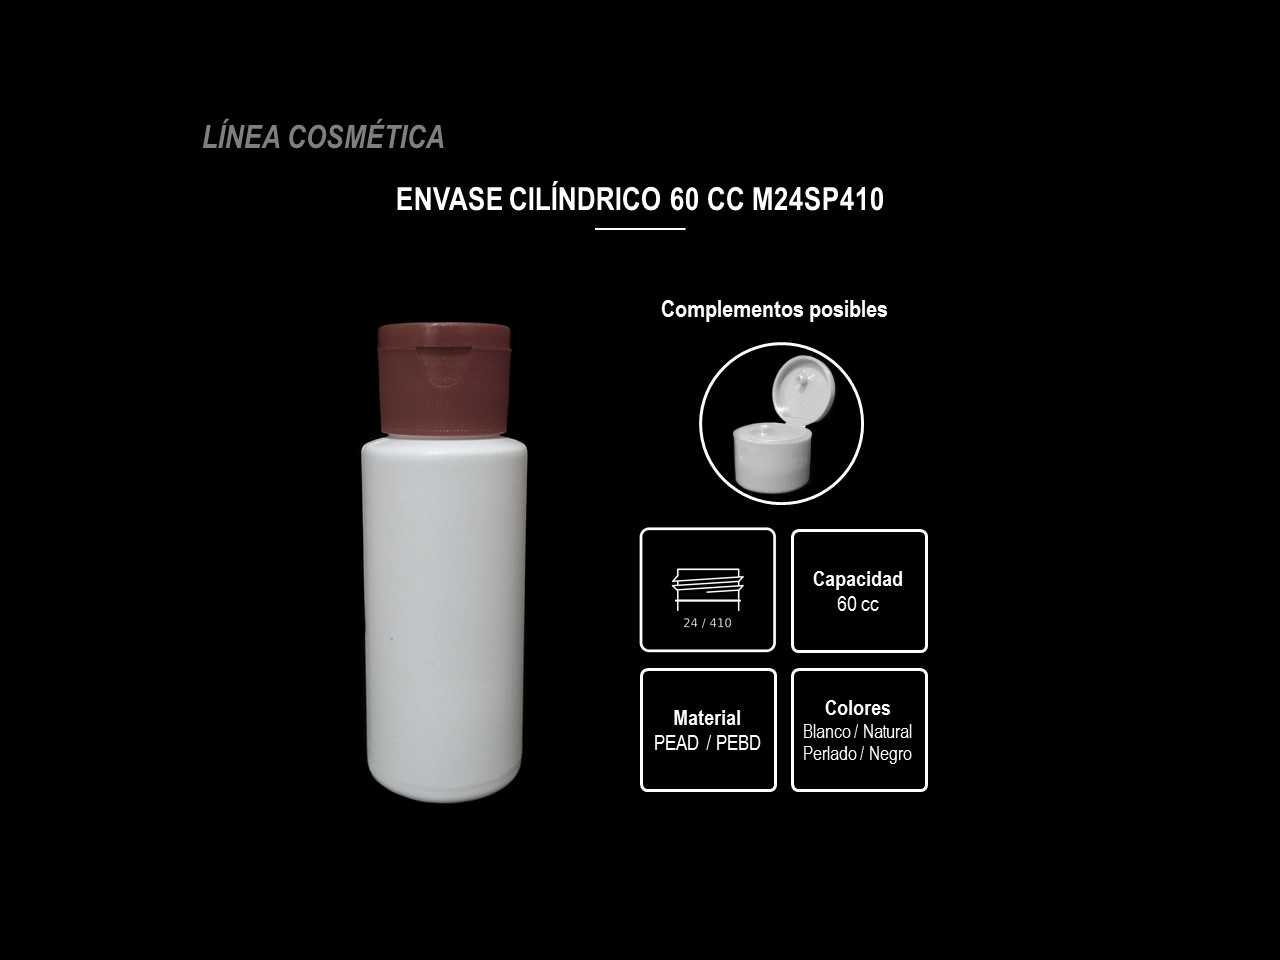 LÍNEA COSMÉTICA
ENVASE CILÍNDRICO 60 CC M24SP410
Complementos posibles
24 / 410
Capacidad
60 cc
Material
PEAD / PEBD
Colores
Blanco / Natural
Perlado / Negro